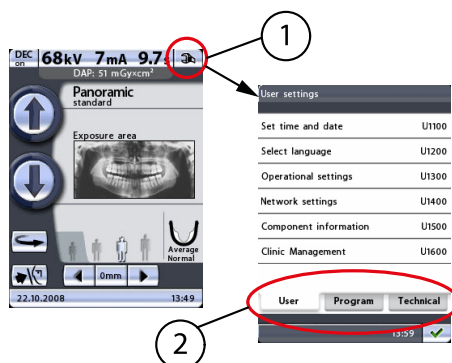 1
DEC on 68kV 7mA 9.7s
DAP: 51 mGy×cm²
Panoramic
standard
Exposure area
Average
Normal
0mm
22.10.2008 13:49
User settings
Set time and date U1100
Select language U1200
Operational settings U1300
Network settings U1400
Component information U1500
Clinic Management U1600
User Program Technical
13:59
2